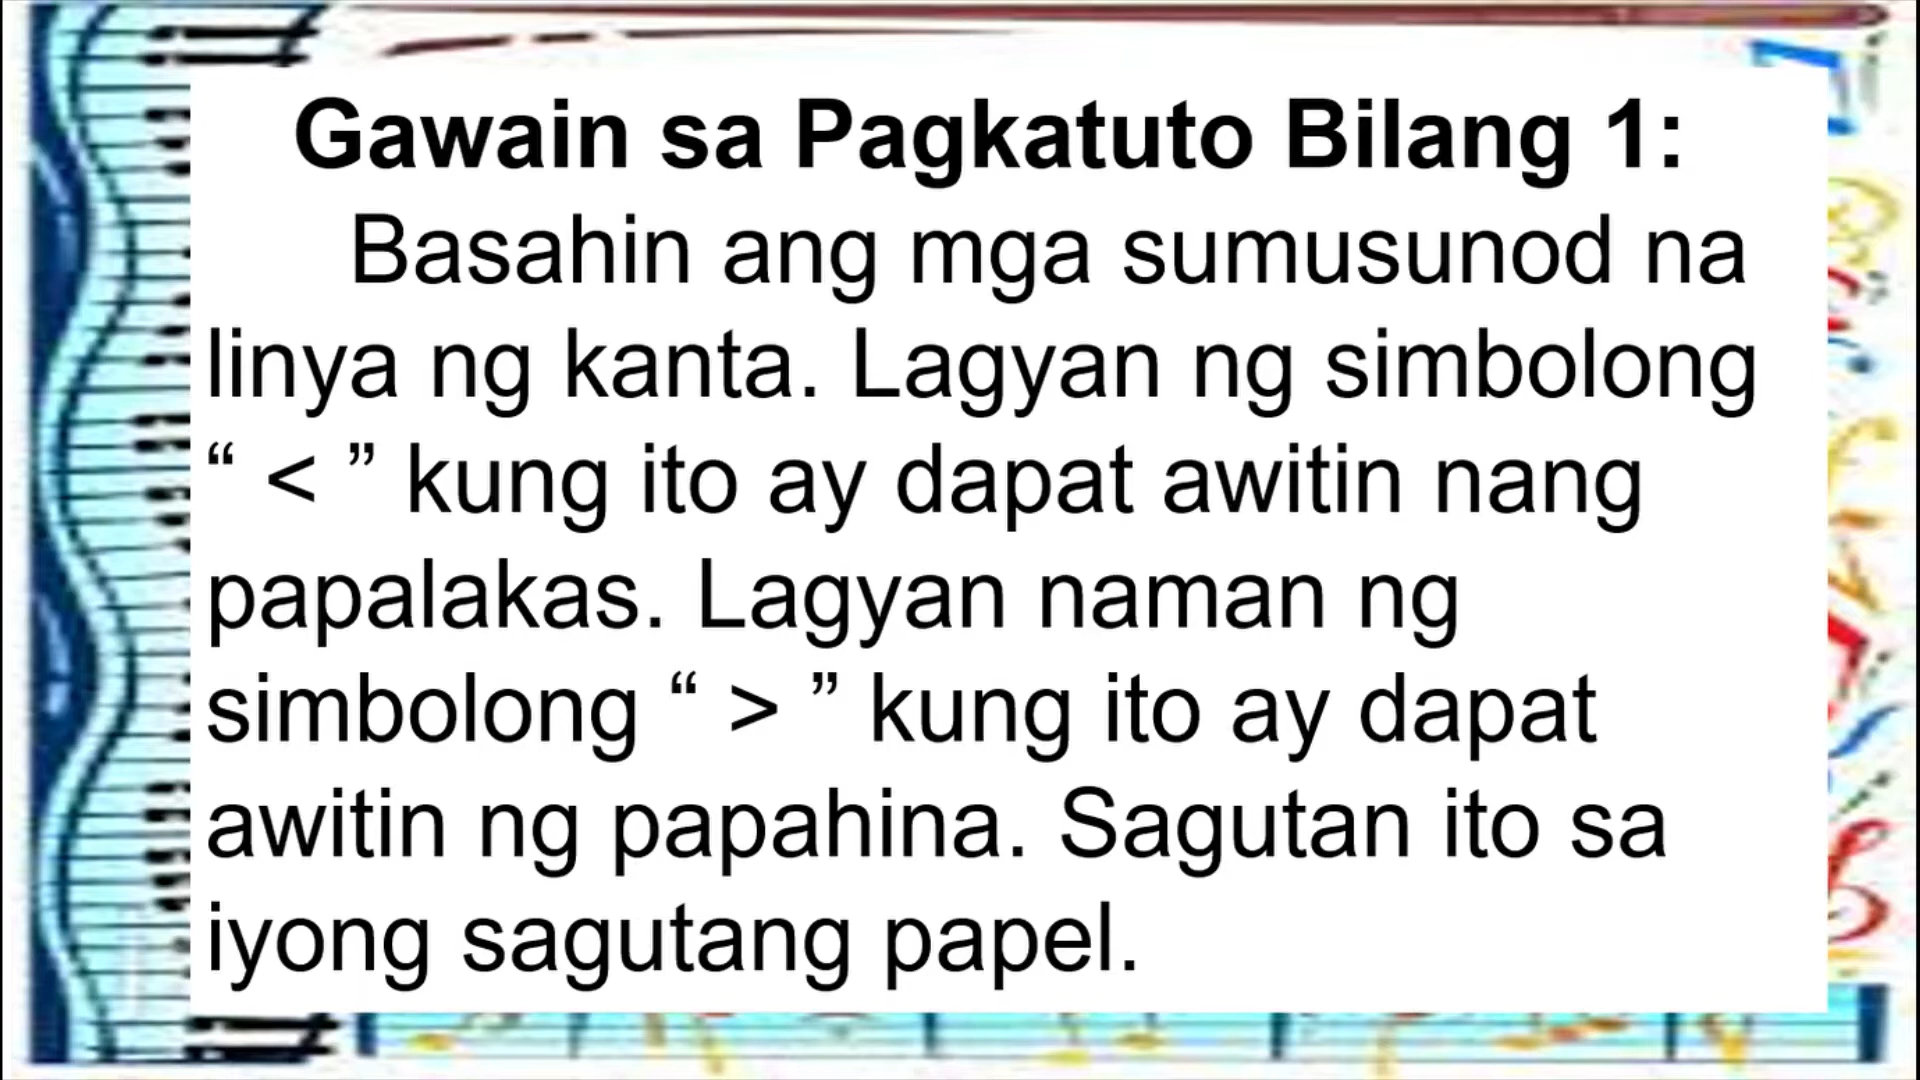 Gawain sa Pagkatuto Bilang 1:
Basahin ang mga sumusunod na
linya ng kanta. Lagyan ng simbolong
“ < ” kung ito ay dapat awitin nang
papalakas. Lagyan naman ng
simbolong “ > ” kung ito ay dapat
awitin ng papahina. Sagutan ito sa
iyong sagutang papel.